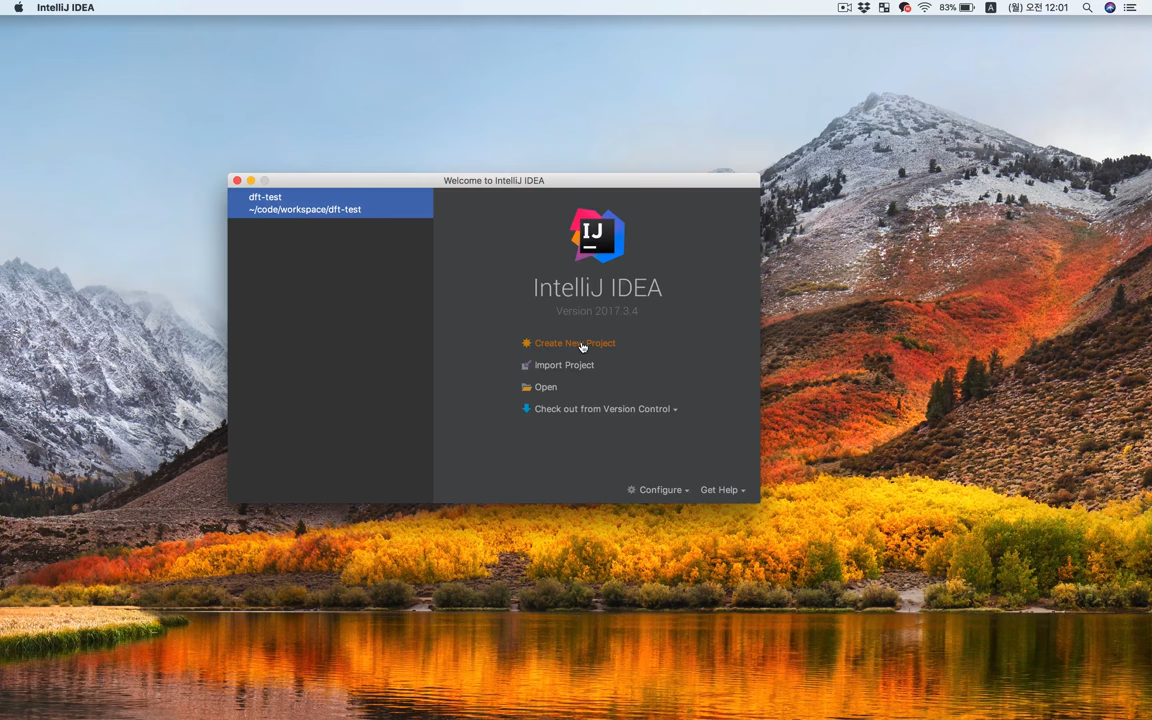 IntelliJ IDEA
83%
A
(월) 오전 12:01
Welcome to IntelliJ IDEA
dft-test
~/code/workspace/dft-test
IJ
IntelliJ IDEA
Version 2017.3.4
Create New Project
Import Project
Open
Check out from Version Control
Configure
Get Help